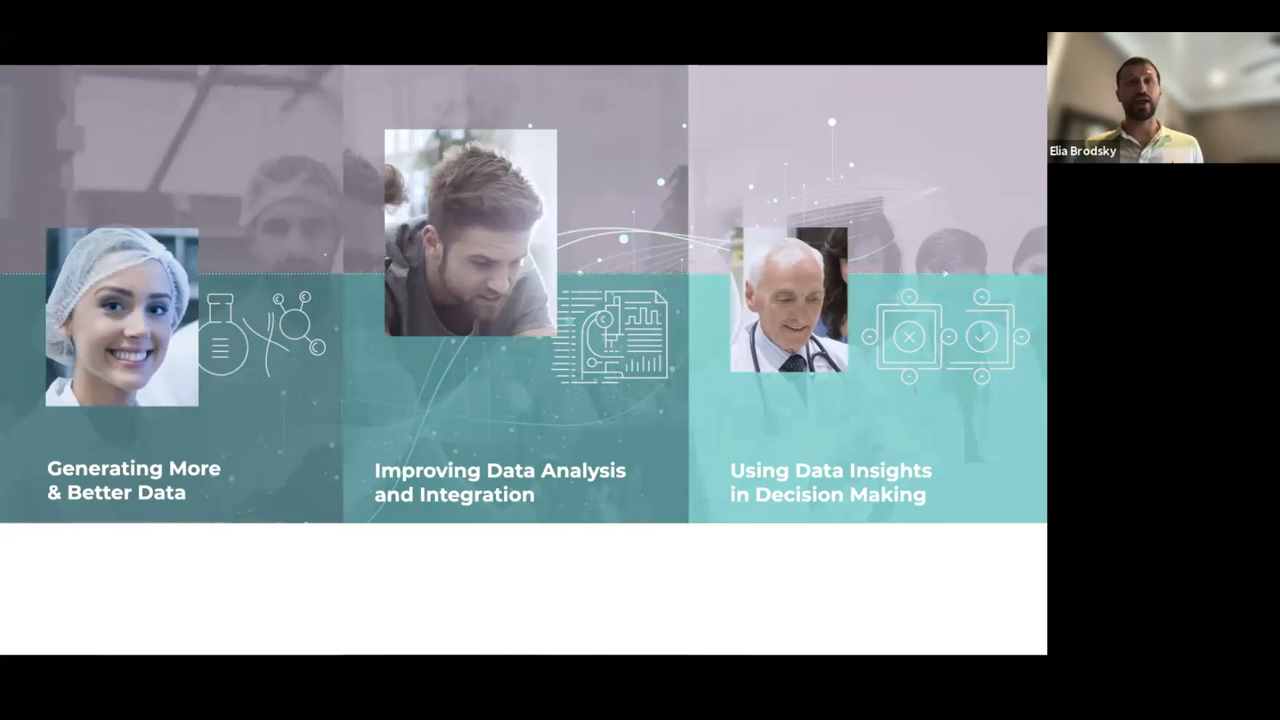 Elia Brodsky
Generating More
& Better Data
Improving Data Analysis
and Integration
Using Data Insights
in Decision Making